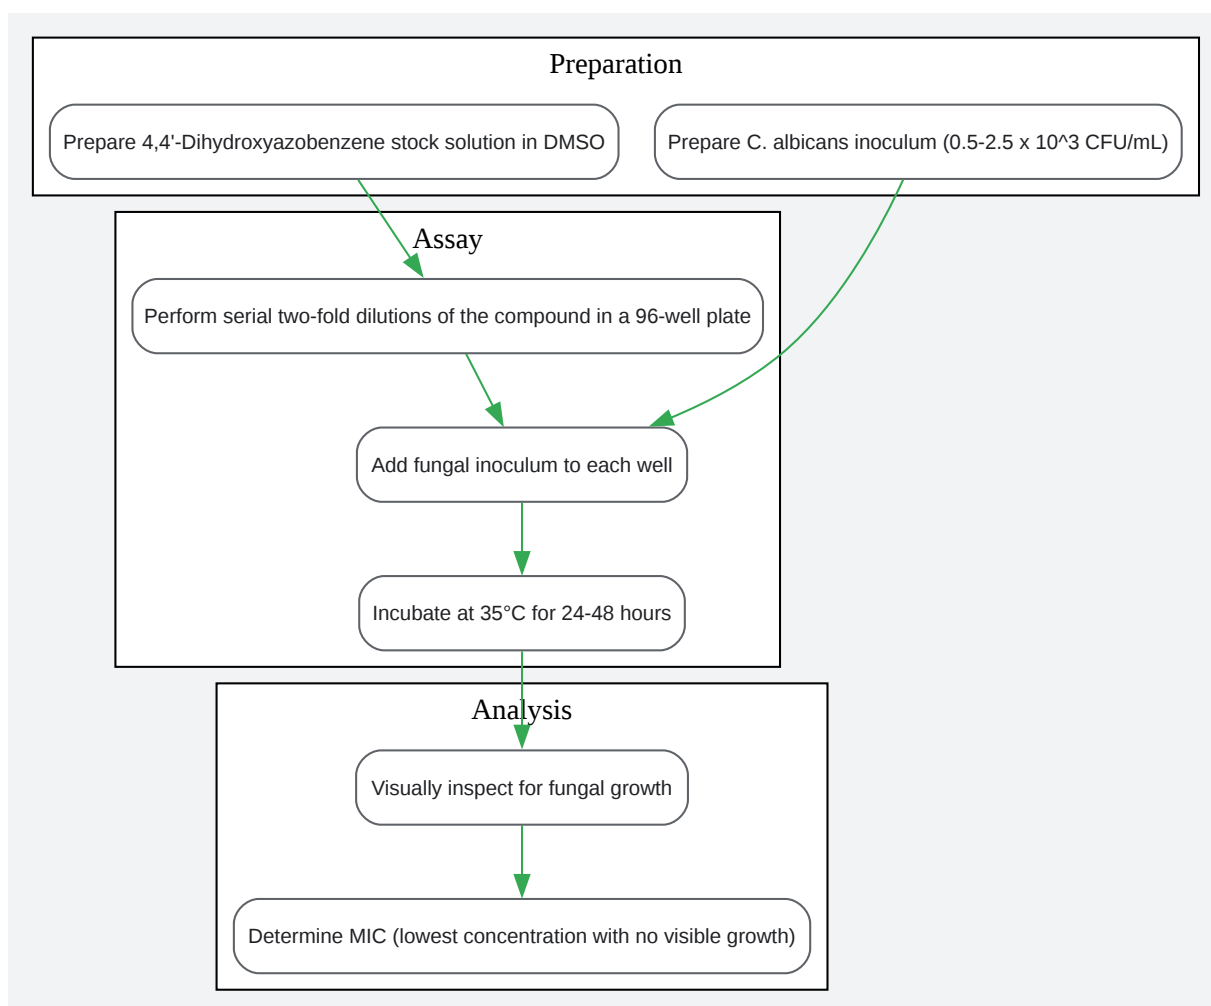 Preparation
Prepare 4,4'-Dihydroxyazobenzene stock solution in DMSO
Prepare C. albicans inoculum (0.5-2.5 x 10^3 CFU/mL)
Assay
Perform serial two-fold dilutions of the compound in a 96-well plate
Add fungal inoculum to each well
Incubate at 35°C for 24-48 hours
Analysis
Visually inspect for fungal growth
Determine MIC (lowest concentration with no visible growth)